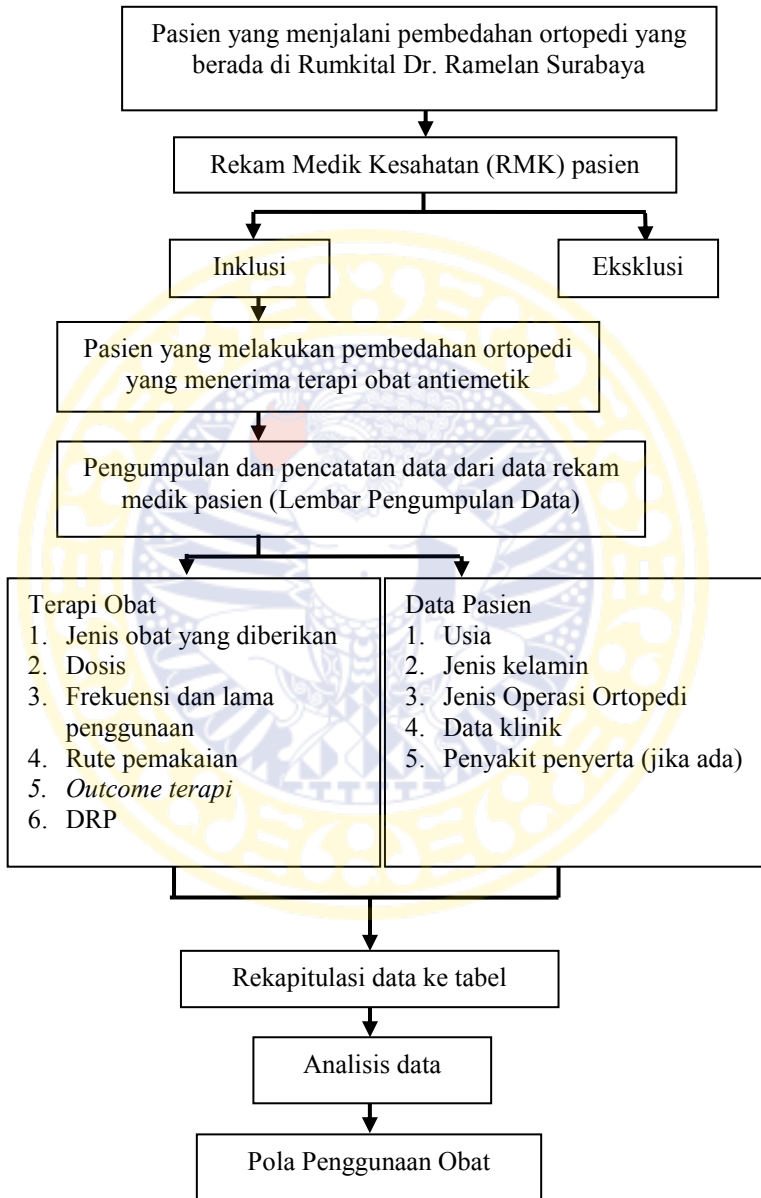 Pasien yang menjalani pembedahan ortopedi yang
berada di Rumkital Dr. Ramelan Surabaya
Rekam Medik Kesahatan (RMK) pasien
Inklusi
Eksklusi
Pasien yang melakukan pembedahan ortopedi
yang menerima terapi obat antiemetik
Pengumpulan dan pencatatan data dari data rekam
medik pasien (Lembar Pengumpulan Data)
Terapi Obat
1. Jenis obat yang diberikan
2. Dosis
3. Frekuensi dan lama
penggunaan
4. Rute pemakaian
5. Outcome terapi
6. DRP
Data Pasien
1. Usia
2. Jenis kelamin
3. Jenis Operasi Ortopedi
4. Data klinik
5. Penyakit penyerta (jika ada)
Rekapitulasi data ke tabel
Analisis data
Pola Penggunaan Obat